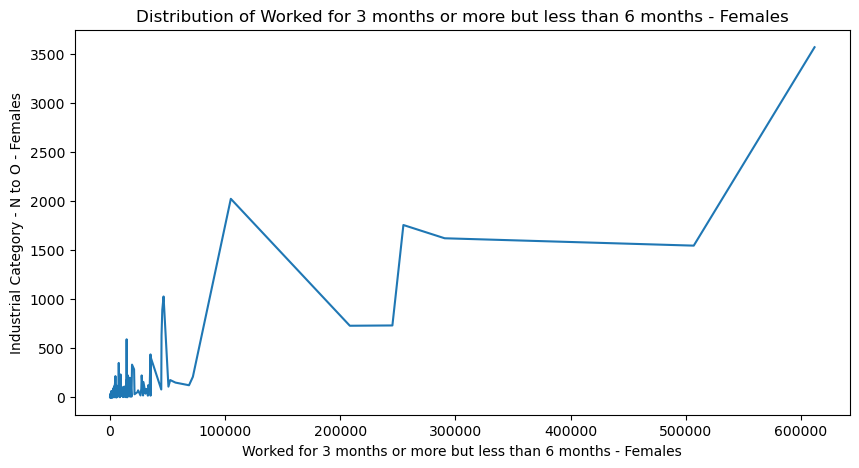 Distribution of Worked for 3 months or more but less than 6 months - Females
3500
3000
2500
2000
1500
1000
500
0
Industrial Category - N to O - Females
0 100000 200000 300000 400000 500000 600000
Worked for 3 months or more but less than 6 months - Females